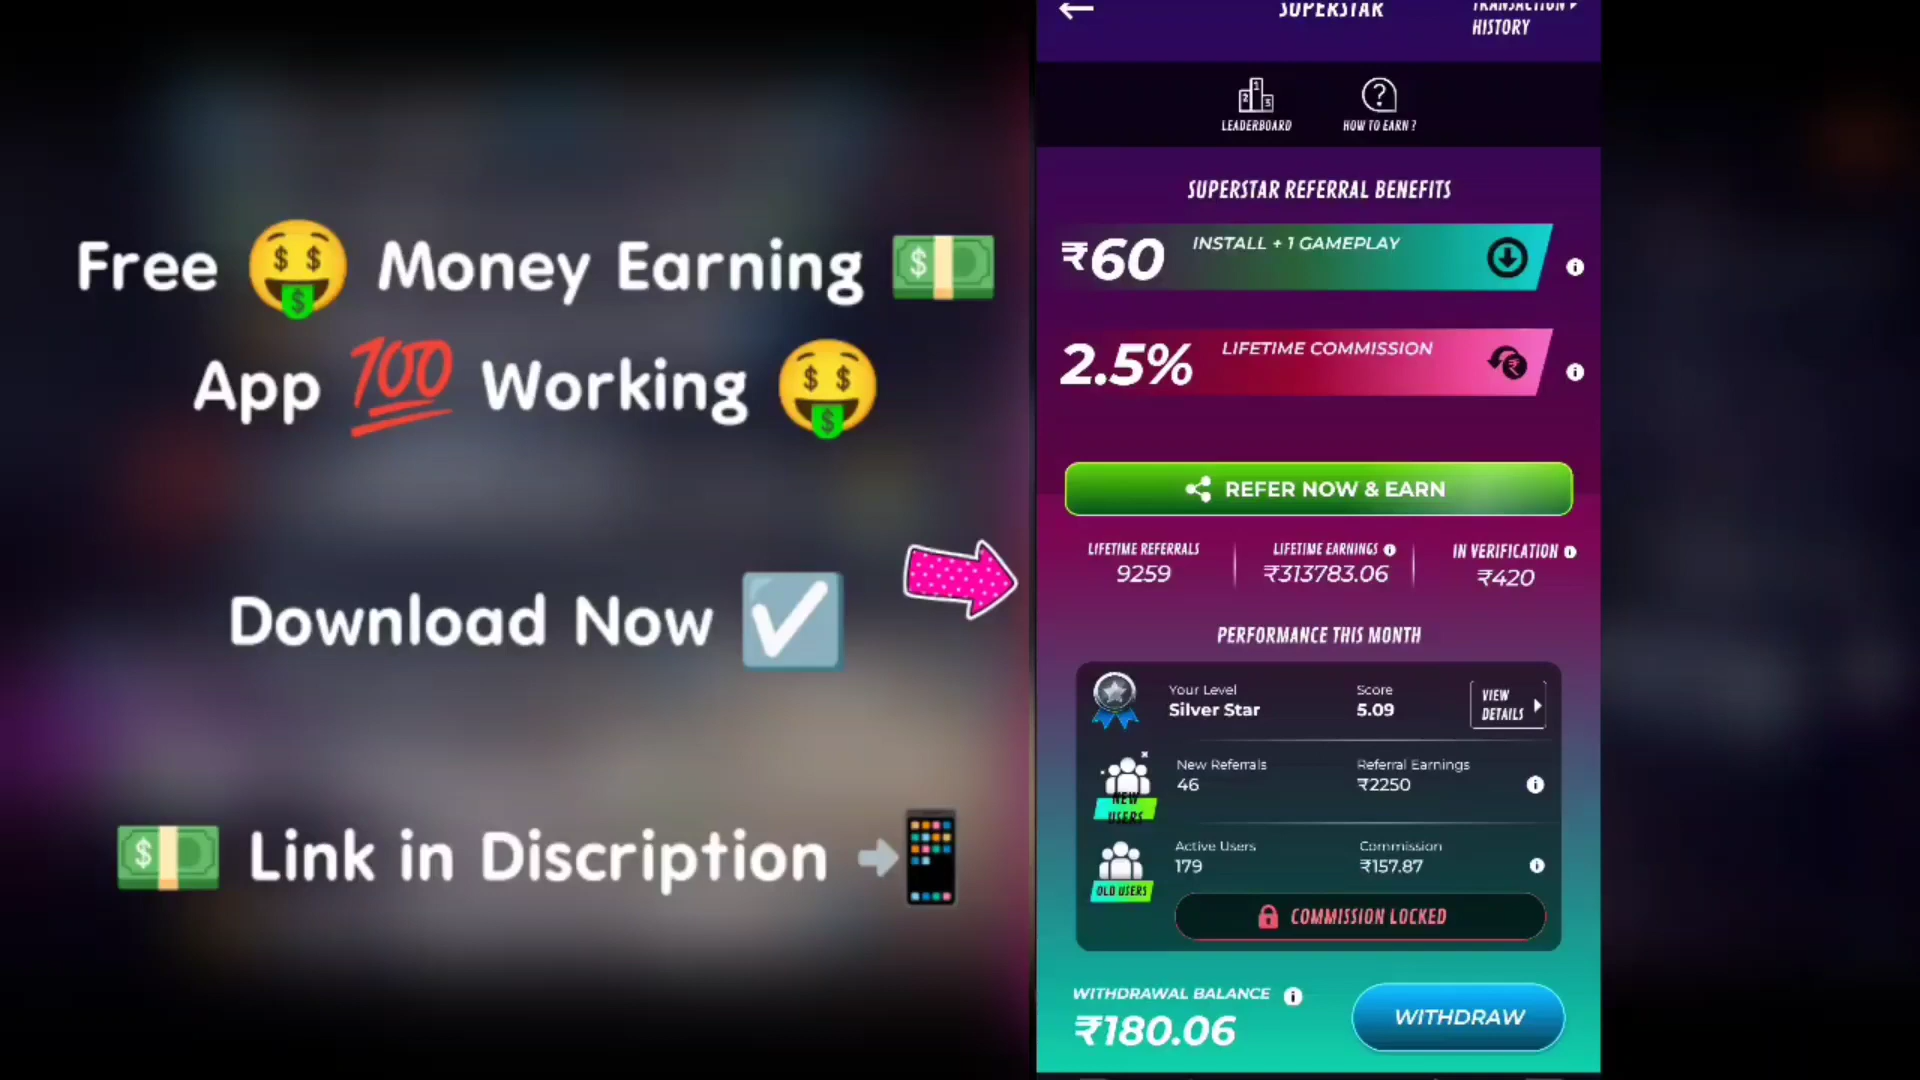 Free 🤑 Money Earning 💵
App 💯 Working 🤑
Download Now ☑️
💵 Link in Discription 📲
SUPERSTAR
TRANSACTION
HISTORY
LEADERBOARD
HOW TO EARN ?
SUPERSTAR REFERRAL BENEFITS
₹60 INSTALL + 1 GAMEPLAY
2.5% LIFETIME COMMISSION
REFER NOW & EARN
LIFETIME REFERRALS
9259
LIFETIME EARNINGS
₹313783.06
IN VERIFICATION
₹420
PERFORMANCE THIS MONTH
Your Level
Silver Star
Score
5.09
VIEW
DETAILS
NEW
USERS
New Referrals
46
Referral Earnings
₹2250
OLD USERS
Active Users
179
Commission
₹157.87
COMMISSION LOCKED
WITHDRAWAL BALANCE
₹180.06
WITHDRAW